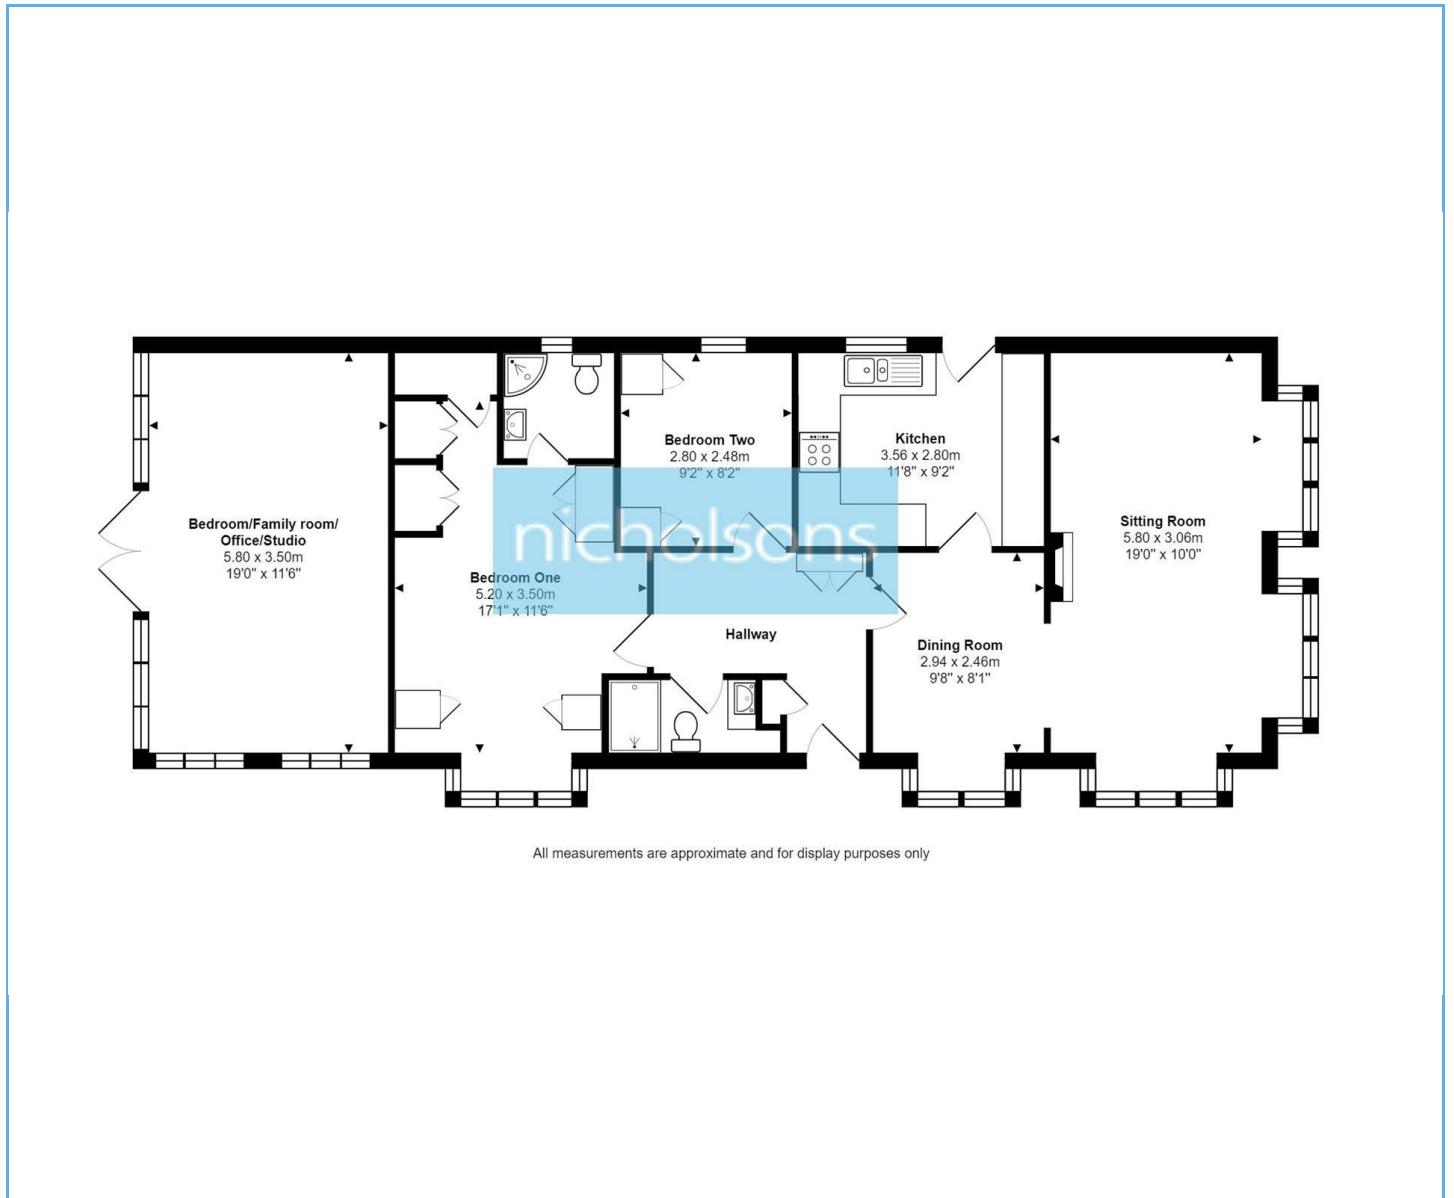 Bedroom/Family room/
Office/Studio
5.80 x 3.50m
19'0" x 11'6"
Bedroom One
5.20 x 3.50m
17'1" x 11'6"
Bedroom Two
2.80 x 2.48m
9'2" x 8'2"
Kitchen
3.56 x 2.80m
11'8" x 9'2"
Sitting Room
5.80 x 3.06m
19'0" x 10'0"
nicholsons
Hallway
Dining Room
2.94 x 2.46m
9'8" x 8'1"
All measurements are approximate and for display purposes only